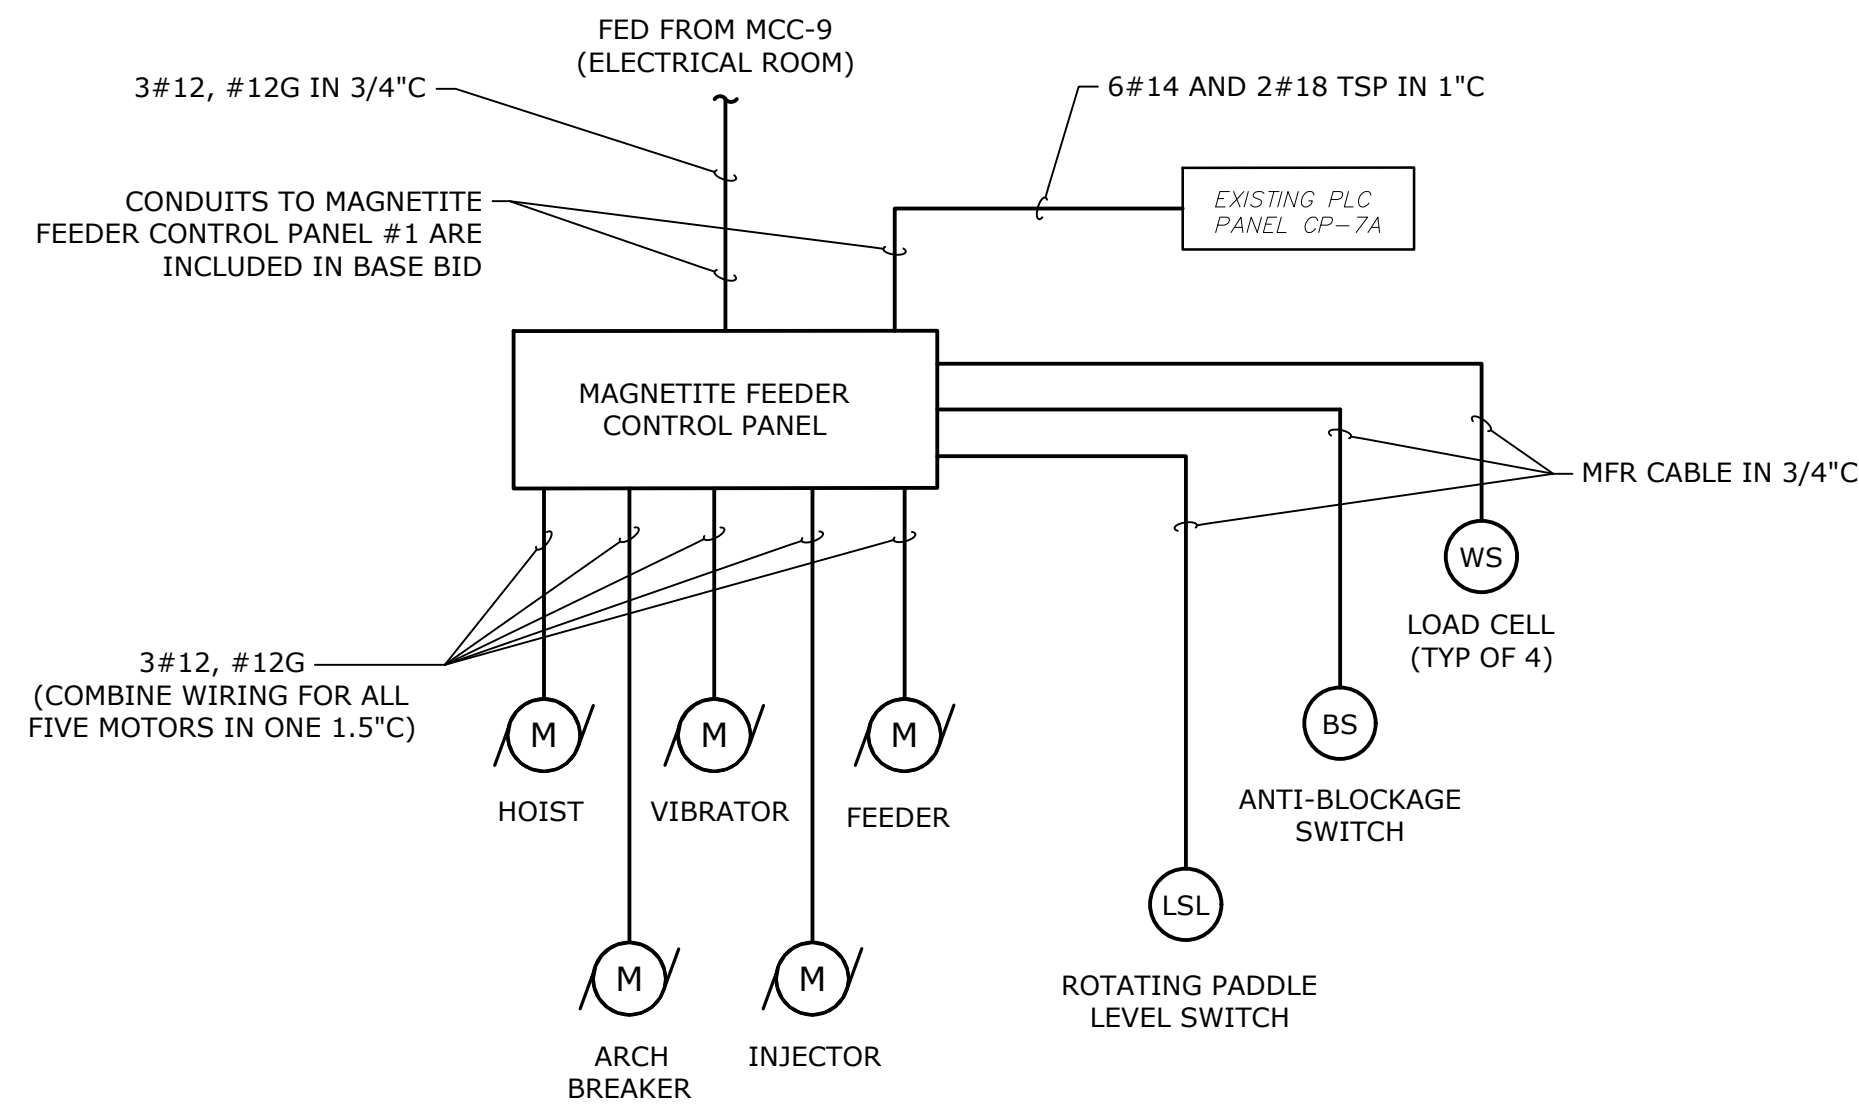 FED FROM MCC-9
(ELECTRICAL ROOM)
3#12, #12G IN 3/4"C
6#14 AND 2#18 TSP IN 1"C
CONDUITS TO MAGNETITE
FEEDER CONTROL PANEL #1 ARE
INCLUDED IN BASE BID
EXISTING PLC
PANEL CP-7A
MAGNETITE FEEDER
CONTROL PANEL
MFR CABLE IN 3/4"C
WS
LOAD CELL
(TYP OF 4)
3#12, #12G
(COMBINE WIRING FOR ALL
FIVE MOTORS IN ONE 1.5"C)
M
HOIST
M
VIBRATOR
M
FEEDER
BS
ANTI-BLOCKAGE
SWITCH
LSL
ROTATING PADDLE
LEVEL SWITCH
M
ARCH
BREAKER
M
INJECTOR